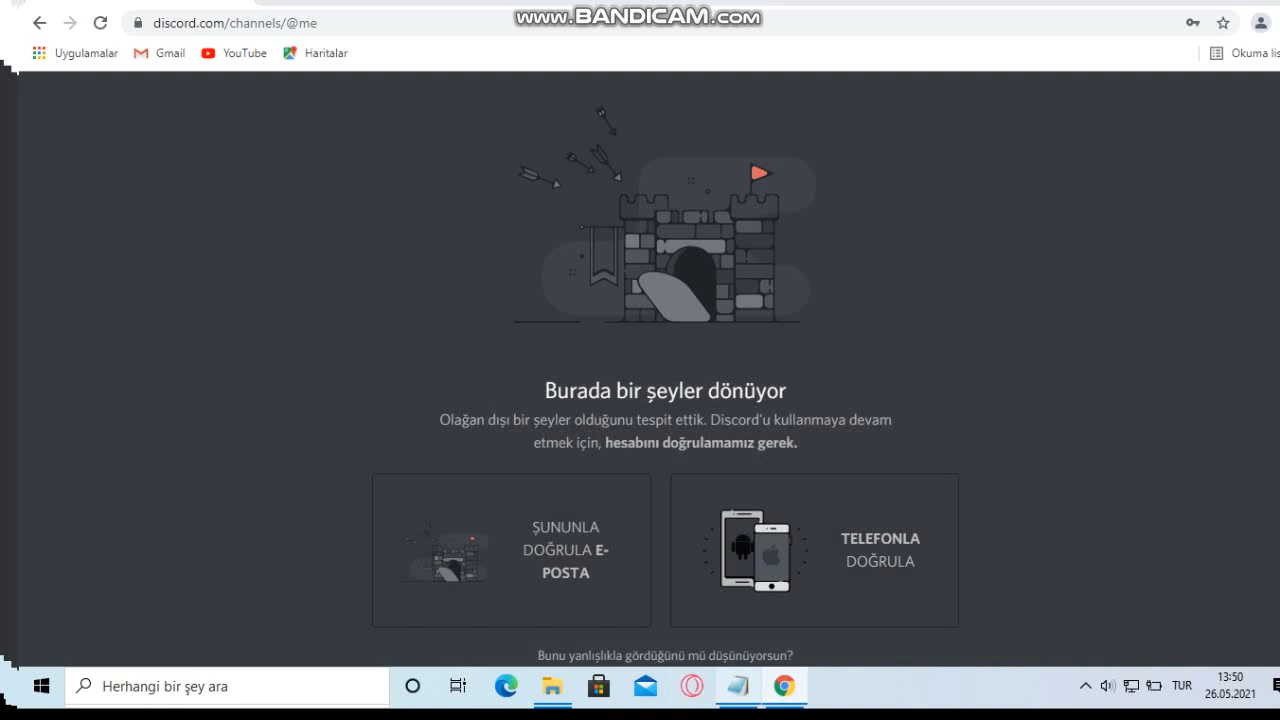 www.BANDICAM.com
discord.com/channels/@me
Uygulamalar Gmail YouTube Haritalar Okuma lis
Burada bir şeyler dönüyor
Olağan dışı bir şeyler olduğunu tespit ettik. Discord'u kullanmaya devam
etmek için, hesabını doğrulamamız gerek.
ŞUNUNLA
DOĞRULA E-
POSTA
TELEFONLA
DOĞRULA
Bunu yanlışlıkla gördüğünü mü düşünüyorsun?
Herhangi bir şey ara
TUR
13:50
26.05.2021